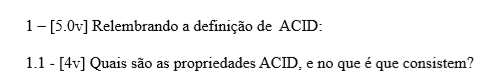 1 – [5.0v] Relembrando a definição de ACID:
1.1 - [4v] Quais são as propriedades ACID, e no que é que consistem?